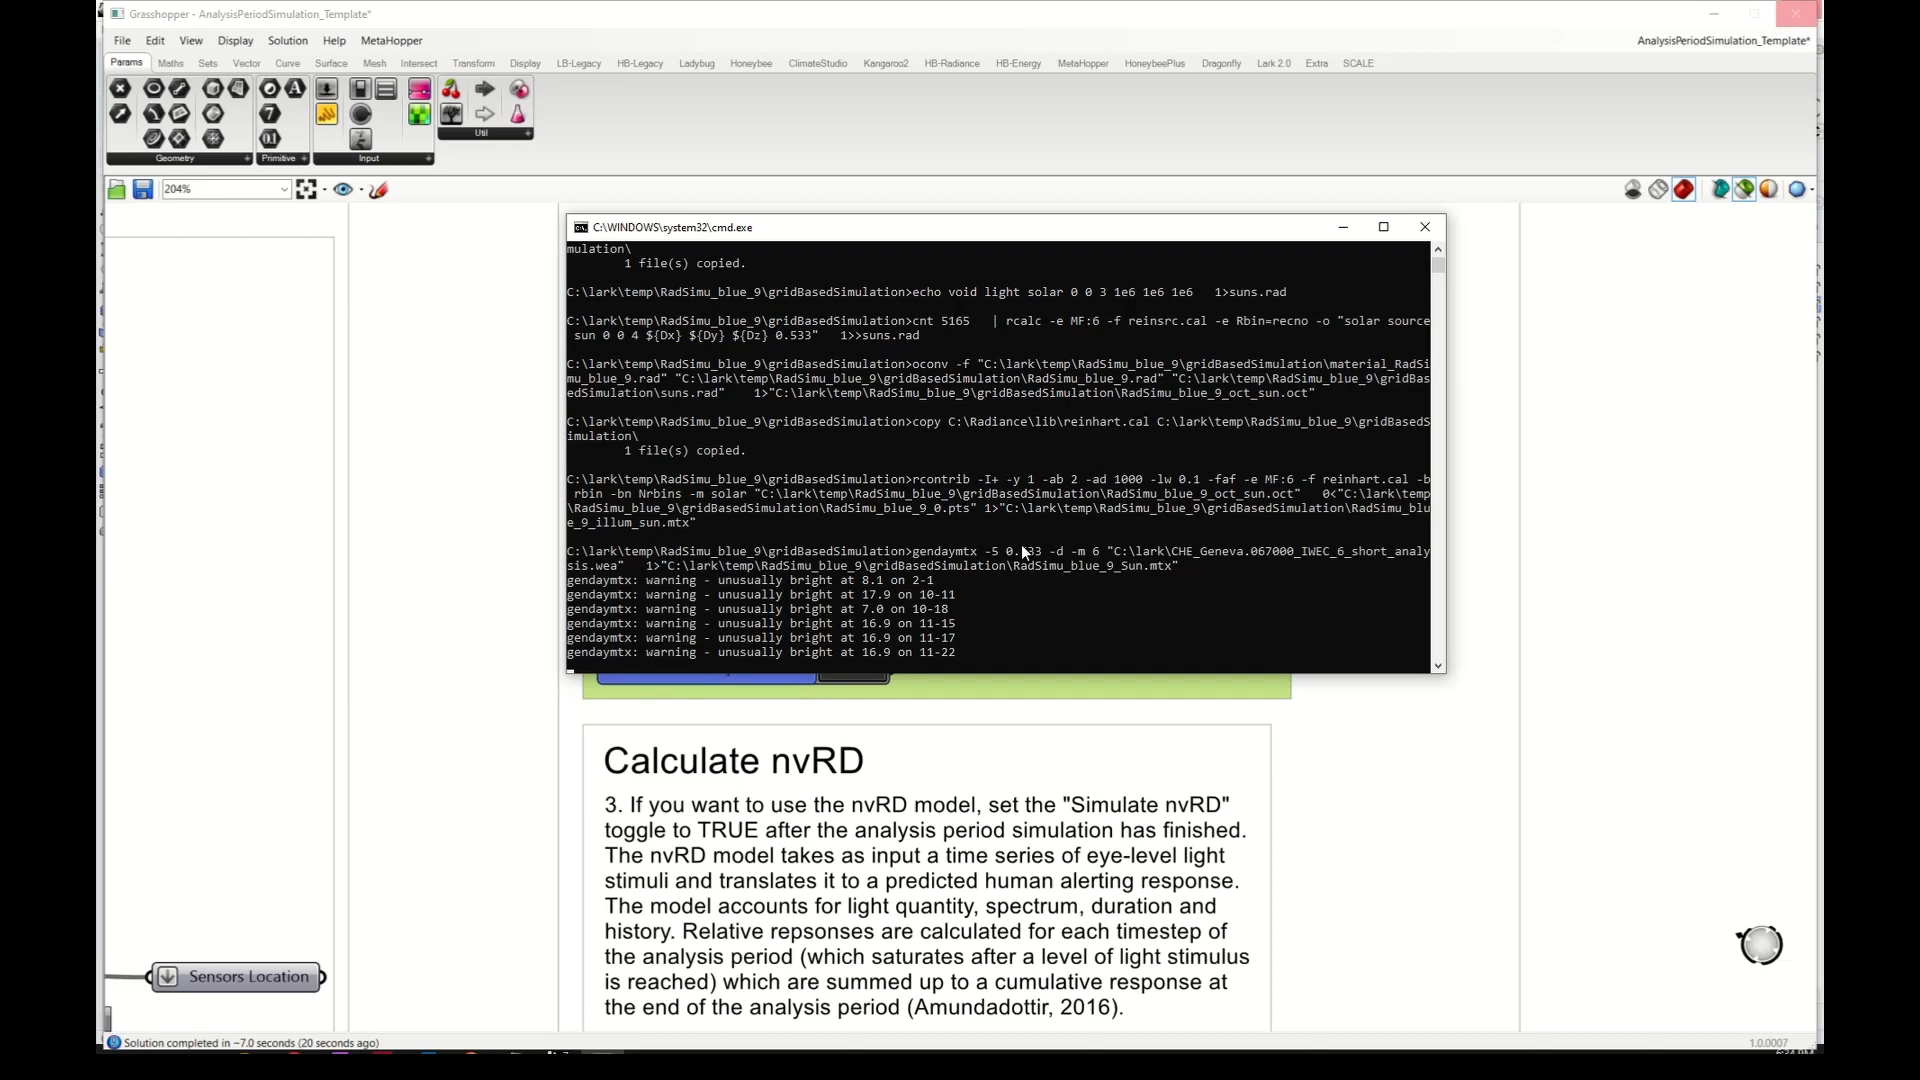 Grasshopper - AnalysisPeriodSimulation_Template*
File Edit View Display Solution Help MetaHopper
AnalysisPeriodSimulation_Template*
Params Maths Sets Vector Curve Surface Mesh Intersect Transform Display LB-Legacy HB-Legacy Ladybug Honeybee ClimateStudio Kangaroo2 HB-Radiance HB-Energy MetaHopper HoneybeePlus Dragonfly Lark 2.0 Extra SCALE
Util
Geometry
Primitive
Input
204%
C:\WINDOWS\system32\cmd.exe
mulation\
1 file(s) copied.
C:\lark\temp\RadSimu_blue_9\gridBasedSimulation>echo void light solar 0 0 3 1e6 1e6 1e6   1>suns.rad
C:\lark\temp\RadSimu_blue_9\gridBasedSimulation>cnt 5165   | rcalc -e MF:6 -f reinsrc.cal -e Rbin=recno -o "solar source
sun 0 0 4 ${Dx} ${Dy} ${Dz} 0.533"   1>>suns.rad
C:\lark\temp\RadSimu_blue_9\gridBasedSimulation>oconv -f "C:\lark\temp\RadSimu_blue_9\gridBasedSimulation\material_RadSi
mu_blue_9.rad" "C:\lark\temp\RadSimu_blue_9\gridBasedSimulation\RadSimu_blue_9.rad" "C:\lark\temp\RadSimu_blue_9\gridBas
edSimulation\suns.rad"    1>"C:\lark\temp\RadSimu_blue_9\gridBasedSimulation\RadSimu_blue_9_oct_sun.oct"
C:\lark\temp\RadSimu_blue_9\gridBasedSimulation>copy C:\Radiance\lib\reinhart.cal C:\lark\temp\RadSimu_blue_9\gridBasedS
imulation\
1 file(s) copied.
C:\lark\temp\RadSimu_blue_9\gridBasedSimulation>rcontrib -I+ -y 1 -ab 2 -ad 1000 -lw 0.1 -faf -e MF:6 -f reinhart.cal -b
rbin -bn Nrbins -m solar "C:\lark\temp\RadSimu_blue_9\gridBasedSimulation\RadSimu_blue_9_oct_sun.oct"   0<"C:\lark\temp
\RadSimu_blue_9\gridBasedSimulation\RadSimu_blue_9_0.pts" 1>"C:\lark\temp\RadSimu_blue_9\gridBasedSimulation\RadSimu_blu
e_9_illum_sun.mtx"
C:\lark\temp\RadSimu_blue_9\gridBasedSimulation>gendaymtx -5 0.533 -d -m 6 "C:\lark\CHE_Geneva.067000_IWEC_6_short_analy
sis.wea"   1>"C:\lark\temp\RadSimu_blue_9\gridBasedSimulation\RadSimu_blue_9_Sun.mtx"
gendaymtx: warning - unusually bright at 8.1 on 2-1
gendaymtx: warning - unusually bright at 17.9 on 10-11
gendaymtx: warning - unusually bright at 7.0 on 10-18
gendaymtx: warning - unusually bright at 16.9 on 11-15
gendaymtx: warning - unusually bright at 16.9 on 11-17
gendaymtx: warning - unusually bright at 16.9 on 11-22
Calculate nvRD
3. If you want to use the nvRD model, set the "Simulate nvRD"
toggle to TRUE after the analysis period simulation has finished.
The nvRD model takes as input a time series of eye-level light
stimuli and translates it to a predicted human alerting response.
The model accounts for light quantity, spectrum, duration and
history. Relative repsonses are calculated for each timestep of
the analysis period (which saturates after a level of light stimulus
is reached) which are summed up to a cumulative response at
the end of the analysis period (Amundadottir, 2016).
Sensors Location
Solution completed in ~7.0 seconds (20 seconds ago)
1.0.0007